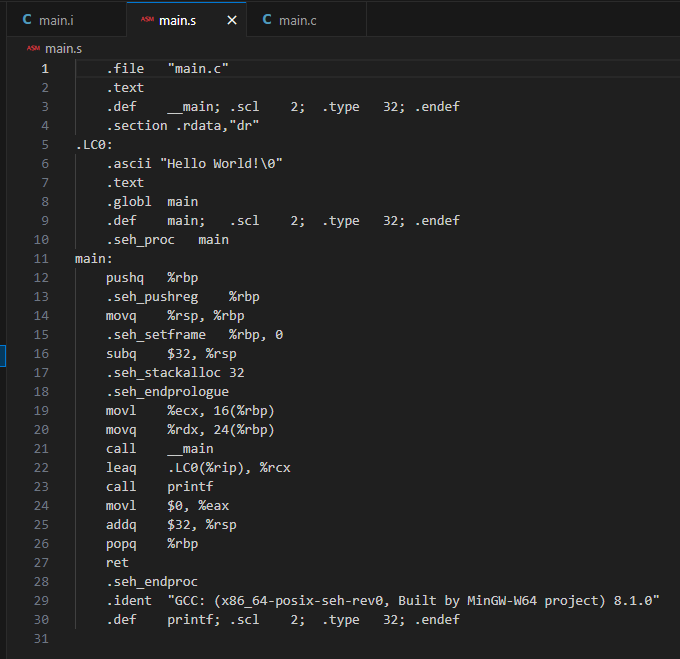 C main.i ASM main.s × C main.c
ASM main.s
1 .file "main.c"
2 .text
3 .def __main; .scl 2; .type 32; .endef
4 .section .rdata,"dr"
5 .LC0:
6 .ascii "Hello World!\0"
7 .text
8 .globl main
9 .def main; .scl 2; .type 32; .endef
10 .seh_proc main
11 main:
12 pushq %rbp
13 .seh_pushreg %rbp
14 movq %rsp, %rbp
15 .seh_setframe %rbp, 0
16 subq $32, %rsp
17 .seh_stackalloc 32
18 .seh_endprologue
19 movl %ecx, 16(%rbp)
20 movq %rdx, 24(%rbp)
21 call __main
22 leaq .LC0(%rip), %rcx
23 call printf
24 movl $0, %eax
25 addq $32, %rsp
26 popq %rbp
27 ret
28 .seh_endproc
29 .ident "GCC: (x86_64-posix-seh-rev0, Built by MinGW-W64 project) 8.1.0"
30 .def printf; .scl 2; .type 32; .endef
31